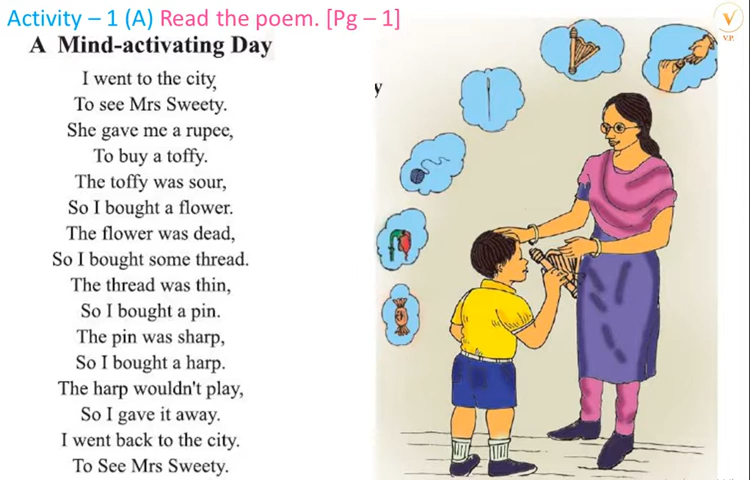 Activity – 1 (A) Read the poem. [Pg – 1]
A Mind-activating Day
I went to the city,
To see Mrs Sweety.
She gave me a rupee,
To buy a toffy.
The toffy was sour,
So I bought a flower.
The flower was dead,
So I bought some thread.
The thread was thin,
So I bought a pin.
The pin was sharp,
So I bought a harp.
The harp wouldn't play,
So I gave it away.
I went back to the city.
To See Mrs Sweety.
y
V.P.